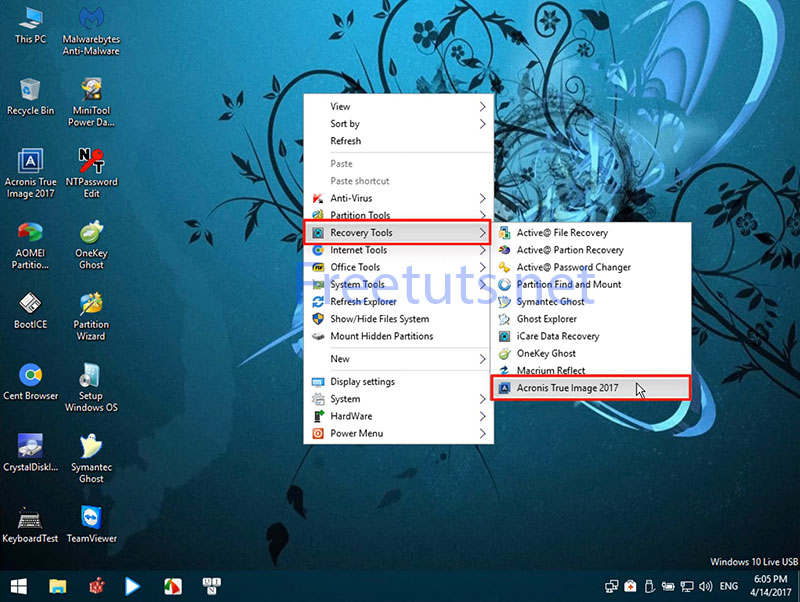 This PC
Malwarebytes
Anti-Malware
Recycle Bin
MiniTool
Power Da...
Acronis True
Image 2017
NTPassword
Edit
AOMEI
Partitio...
OneKey
Ghost
BootICE
Partition
Wizard
Cent Browser
Setup
Windows OS
CrystalDiskI...
Symantec
Ghost
KeyboardTest
TeamViewer
View
Sort by
Refresh
Paste
Paste shortcut
Anti-Virus
Partition Tools
Recovery Tools
Internet Tools
Office Tools
System Tools
Refresh Explorer
Show/Hide Files System
Mount Hidden Partitions
New
Display settings
System
HardWare
Power Menu
Active@ File Recovery
Active@ Partion Recovery
Active@ Password Changer
Partition Find and Mount
Symantec Ghost
Ghost Explorer
iCare Data Recovery
OneKey Ghost
Macrium Reflect
Acronis True Image 2017
Freetuts.net
Windows 10 Live USB
ENG
6:05 PM
4/14/2017